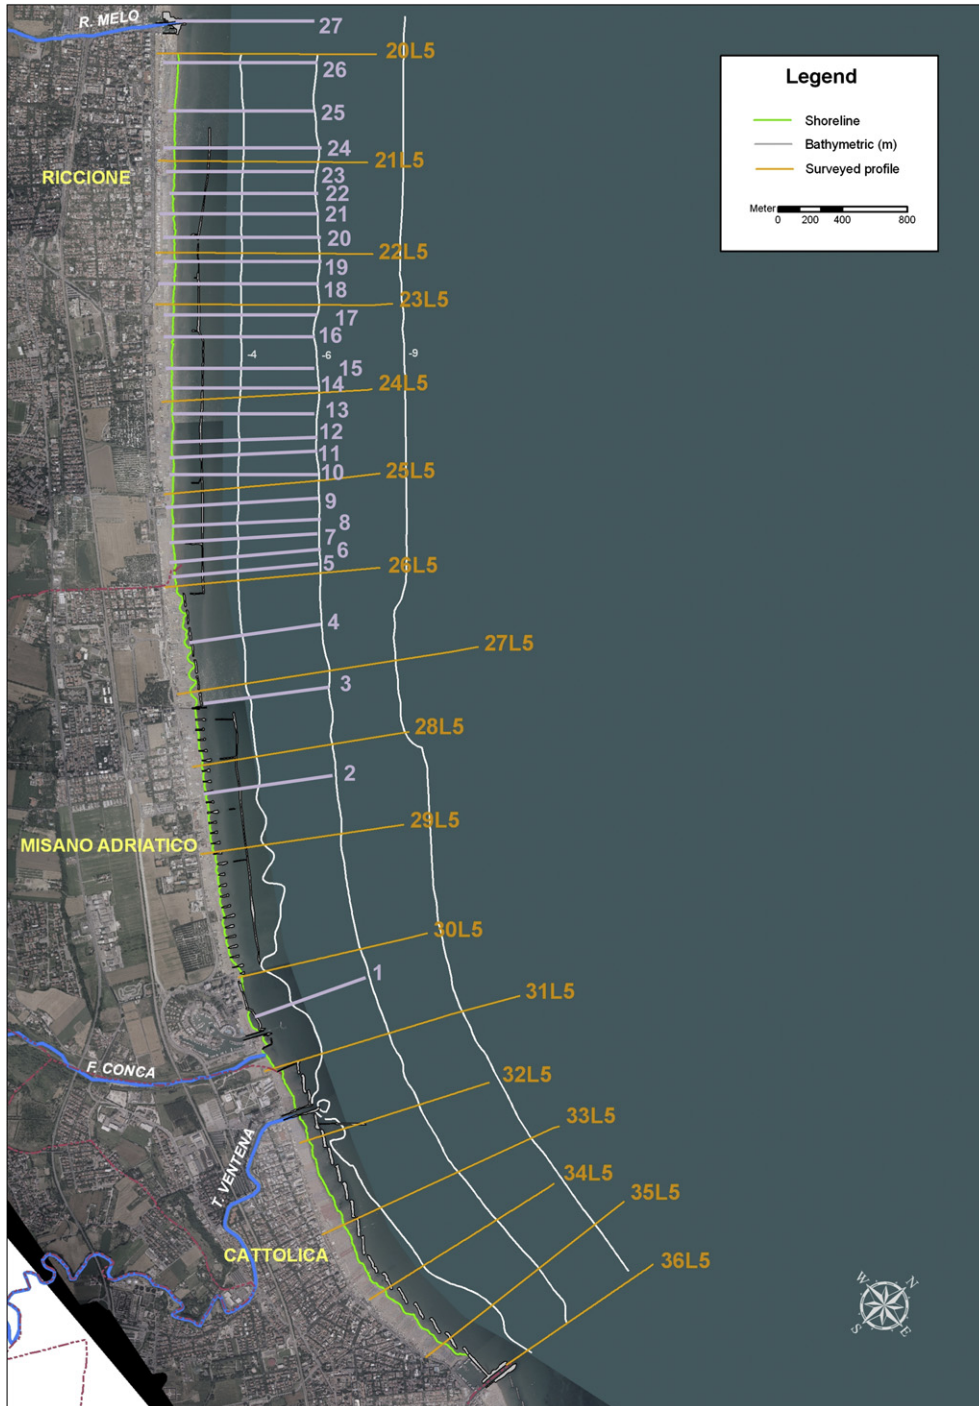 R. MELO
27
20L5
26
Legend
25
Shoreline
24
Bathymetric (m)
21L5
RICCIONE
23
Surveyed profile
22
21
Meter
0 200 400 800
20
22L5
19
18
23L5
17
16
-4
-6
-9
15
14
24L5
13
12
11
10
25L5
9
8
7
6
5
26L5
4
27L5
3
28L5
2
29L5
MISANO ADRIATICO
30L5
1
31L5
F. CONCA
32L5
33L5
T. VENTENA
34L5
35L5
CATTOLICA
36L5
W N
S E